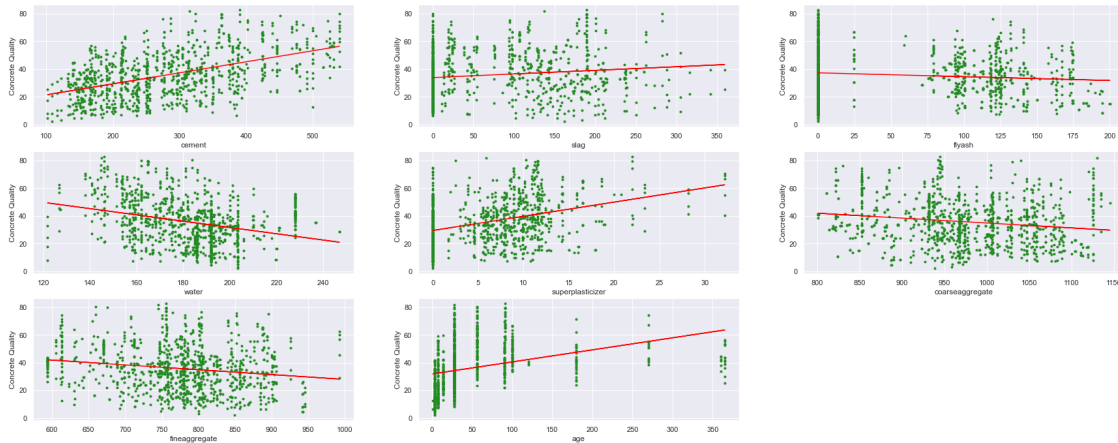 Concrete Quality
80
60
40
20
0
100 200 300 400 500
cement
Concrete Quality
80
60
40
20
0
0 50 100 150 200 250 300 350
slag
Concrete Quality
80
60
40
20
0
0 25 50 75 100 125 150 175 200
flyash
Concrete Quality
80
60
40
20
0
120 140 160 180 200 220 240
water
Concrete Quality
80
60
40
20
0
0 5 10 15 20 25 30
superplasticizer
Concrete Quality
80
60
40
20
0
800 850 900 950 1000 1050 1100 1150
coarseaggregate
Concrete Quality
80
60
40
20
0
600 650 700 750 800 850 900 950 1000
fineaggregate
Concrete Quality
80
60
40
20
0
0 50 100 150 200 250 300 350
age